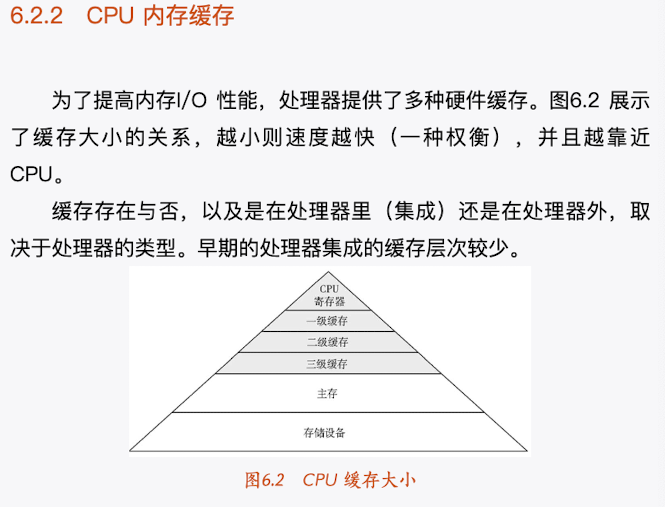 6.2.2 CPU 内存缓存
为了提高内存I/O 性能，处理器提供了多种硬件缓存。图6.2 展示
了缓存大小的关系，越小则速度越快（一种权衡），并且越靠近
CPU。
缓存存在与否，以及是在处理器里（集成）还是在处理器外，取
决于处理器的类型。早期的处理器集成的缓存层次较少。
CPU
寄存器
一级缓存
二级缓存
三级缓存
主存
存储设备
图6.2 CPU 缓存大小